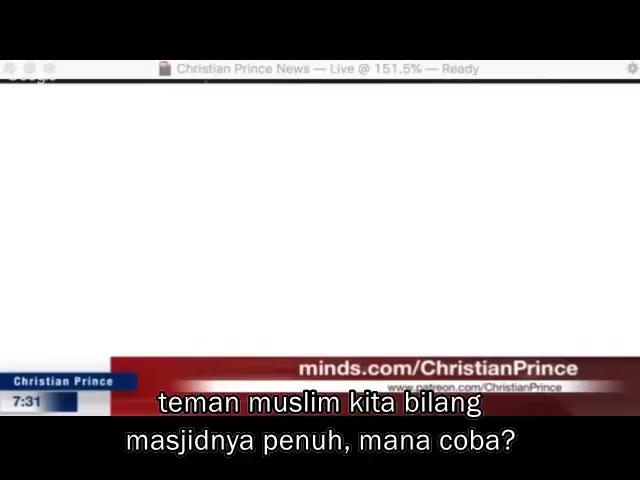 Christian Prince News — Live @ 151.5% — Ready
minds.com/ChristianPrince
Christian Prince
www.patreon.com/ChristianPrince
7:31
teman muslim kita bilang
masjidnya penuh, mana coba?